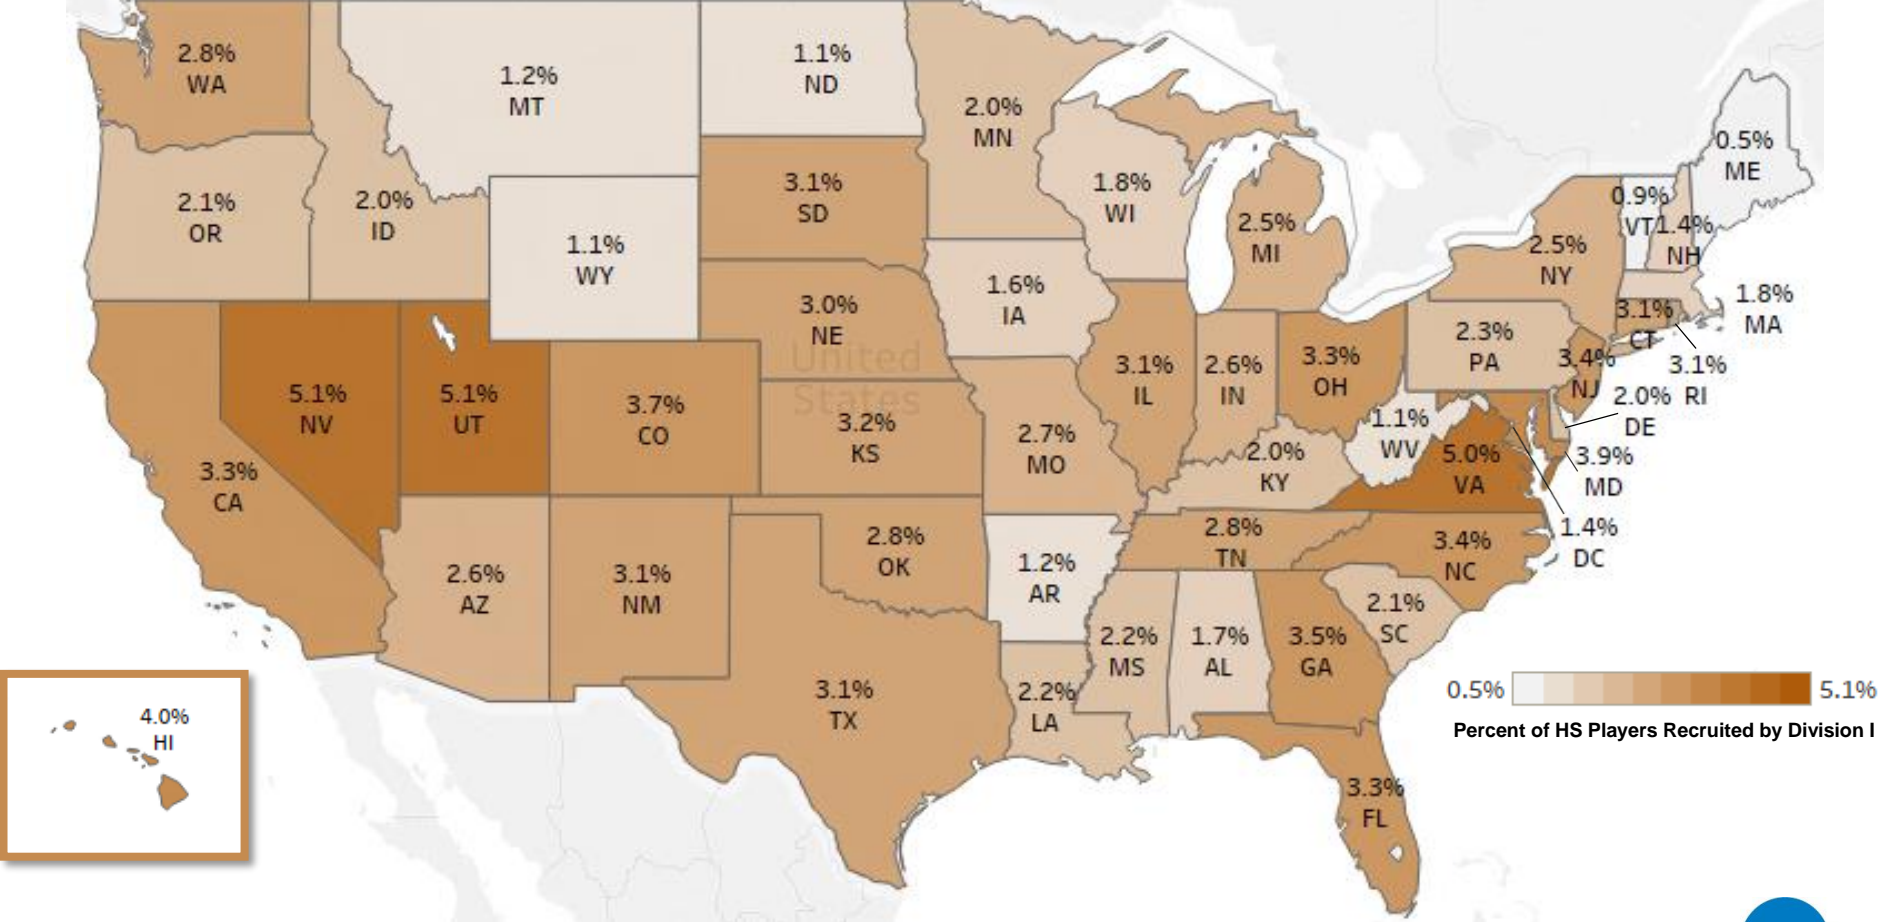 2.8%
WA
1.2%
MT
1.1%
ND
2.0%
MN
0.5%
ME
2.1%
OR
2.0%
ID
1.1%
WY
3.1%
SD
1.8%
WI
2.5%
MI
2.5%
NY
0.9%
VT
1.4%
NH
3.0%
NE
1.6%
IA
3.1%
CT
1.8%
MA
United
States
5.1%
NV
5.1%
UT
3.7%
CO
3.2%
KS
2.7%
MO
3.1%
IL
2.6%
IN
3.3%
OH
2.3%
PA
3.4%
NJ
3.1%
RI
2.0%
DE
3.3%
CA
2.0%
KY
1.1%
WV
5.0%
VA
3.9%
MD
1.4%
DC
2.6%
AZ
3.1%
NM
2.8%
OK
1.2%
AR
2.8%
TN
3.4%
NC
3.1%
TX
2.2%
LA
2.2%
MS
1.7%
AL
3.5%
GA
2.1%
SC
3.3%
FL
4.0%
HI
0.5%
5.1%
Percent of HS Players Recruited by Division I